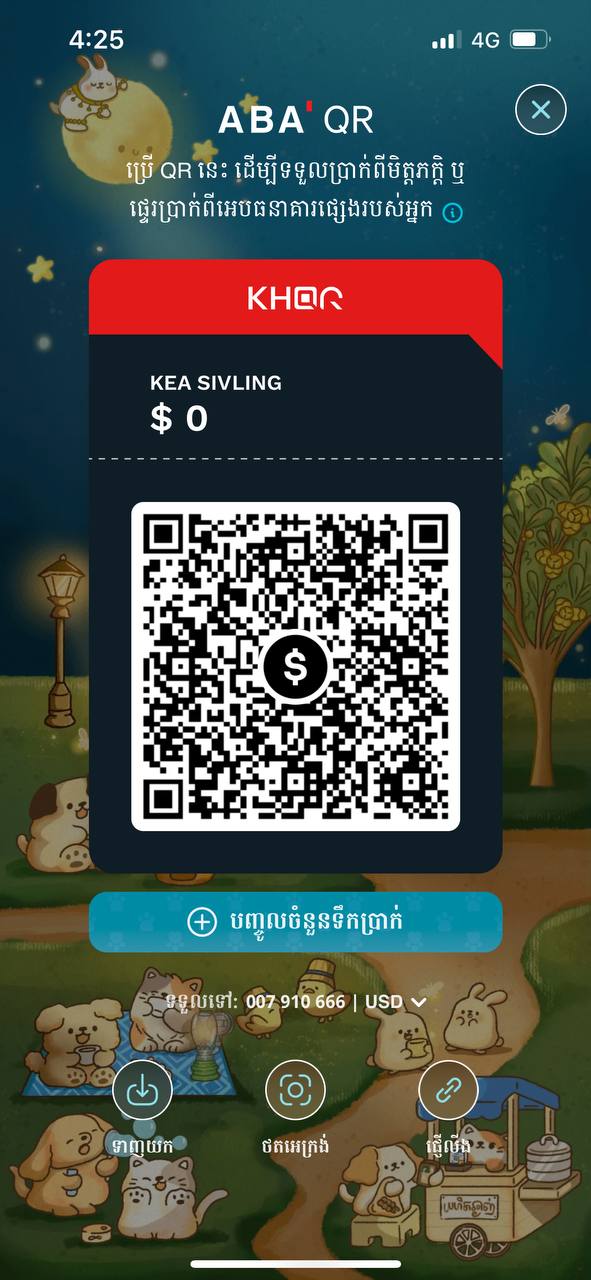 4:25
4G
ABA' QR
ប្រើ QR នេះ ដើម្បីទទួលប្រាក់ពីមិត្តភក្តិ ឬ
ផ្ទេរប្រាក់ពីអេបធនាគារផ្សេងរបស់អ្នក
KHQR
KEA SIVLING
$ 0
$
បញ្ចូលចំនួនទឹកប្រាក់
ទទួលទៅ: 007 910 666 | USD
ទាញយក
ថតអេក្រង់
ផ្ញើលីង